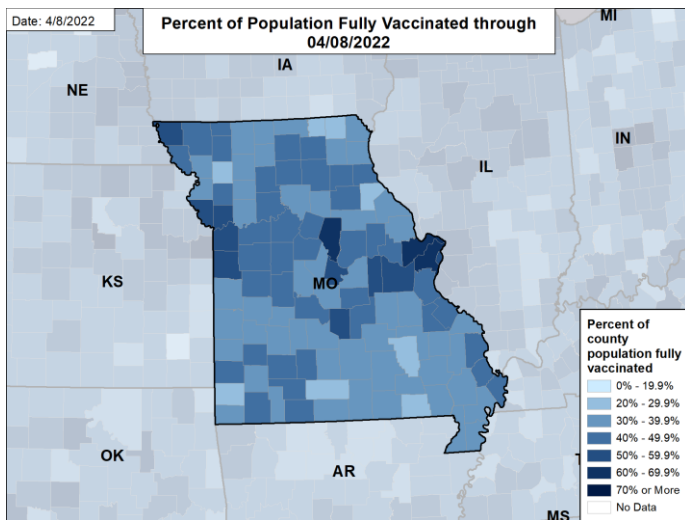 Date: 4/8/2022
Percent of Population Fully Vaccinated through
04/08/2022
MI
IA
NE
IL
IN
KS
MO
Percent of
county
population fully
vaccinated
0% - 19.9%
20% - 29.9%
30% - 39.9%
40% - 49.9%
50% - 59.9%
60% - 69.9%
70% or More
No Data
OK
AR
MS